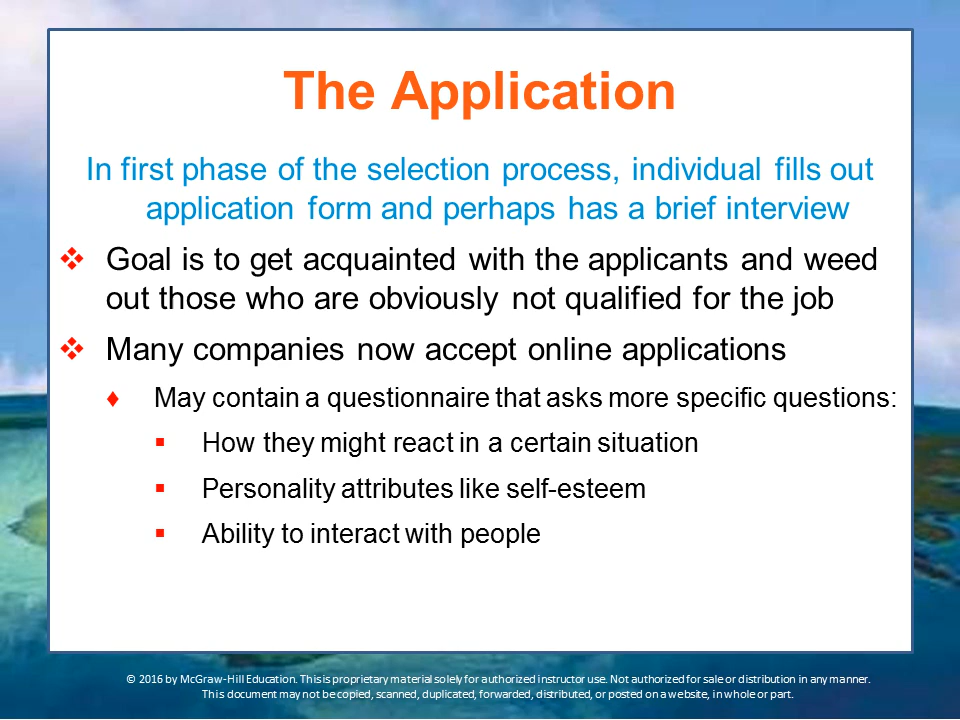 The Application
In first phase of the selection process, individual fills out
application form and perhaps has a brief interview
❖ Goal is to get acquainted with the applicants and weed
out those who are obviously not qualified for the job
❖ Many companies now accept online applications
♦ May contain a questionnaire that asks more specific questions:
▪ How they might react in a certain situation
▪ Personality attributes like self-esteem
▪ Ability to interact with people
© 2016 by McGraw-Hill Education. This is proprietary material solely for authorized instructor use. Not authorized for sale or distribution in any manner.
This document may not be copied, scanned, duplicated, forwarded, distributed, or posted on a website, in whole or part.